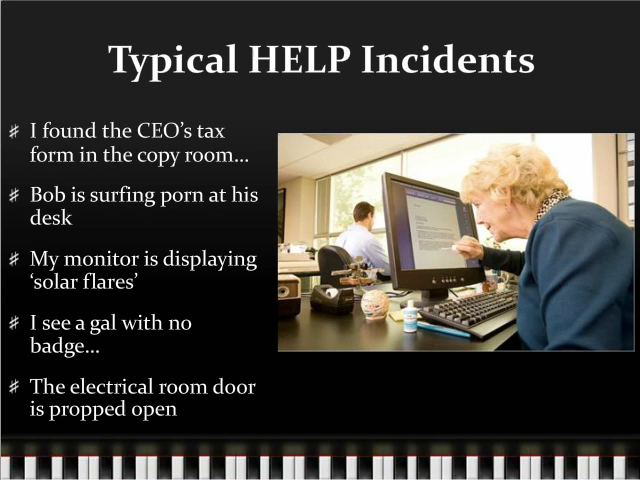 Typical HELP Incidents
I found the CEO's tax
form in the copy room…
Bob is surfing porn at his
desk
My monitor is displaying
'solar flares'
I see a gal with no
badge…
The electrical room door
is propped open